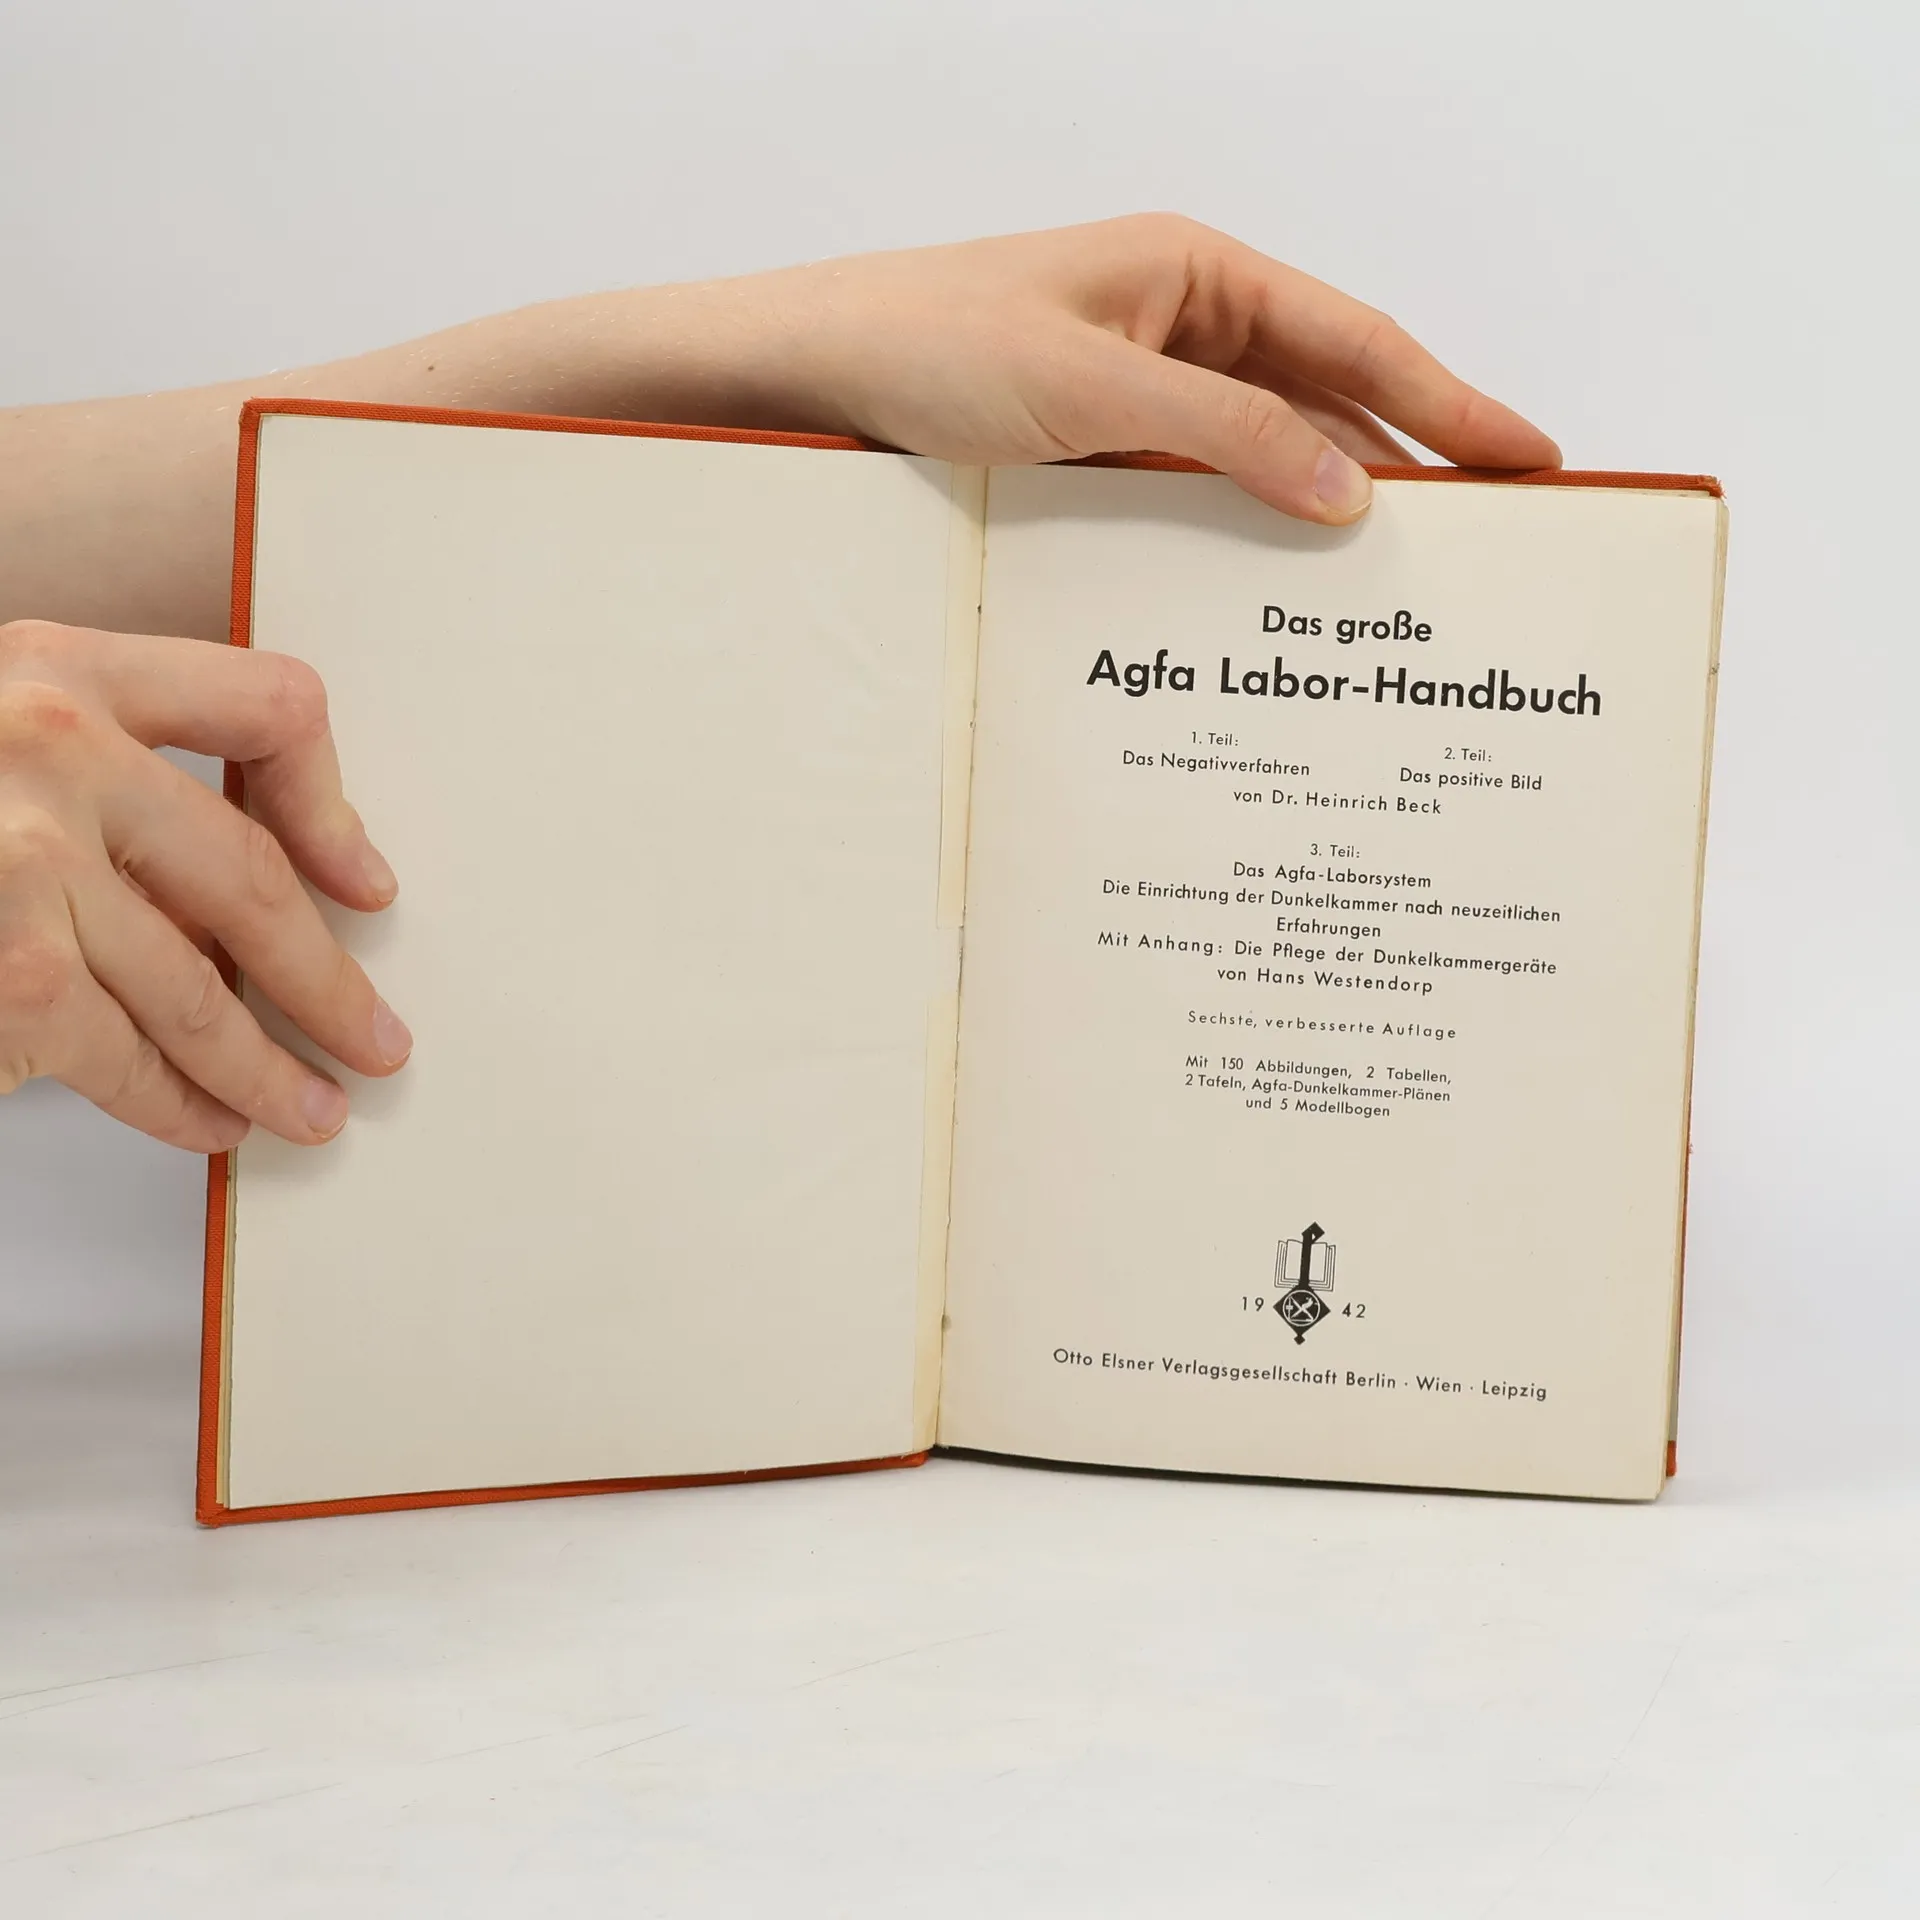 Das große
Agfa Labor-Handbuch
1. Teil:
Das Negativverfahren
2. Teil:
Das positive Bild
von Dr. Heinrich Beck
3. Teil:
Das Agfa-Laborsystem
Die Einrichtung der Dunkelkammer nach neuzeitlichen
Erfahrungen
Mit Anhang: Die Pflege der Dunkelkammergeräte
von Hans Westendorp
Sechste, verbesserte Auflage
Mit 150 Abbildungen, 2 Tabellen,
2 Tafeln, Agfa-Dunkelkammer-Plänen
und 5 Modellbogen
19 42
Otto Elsner Verlagsgesellschaft Berlin · Wien · Leipzig